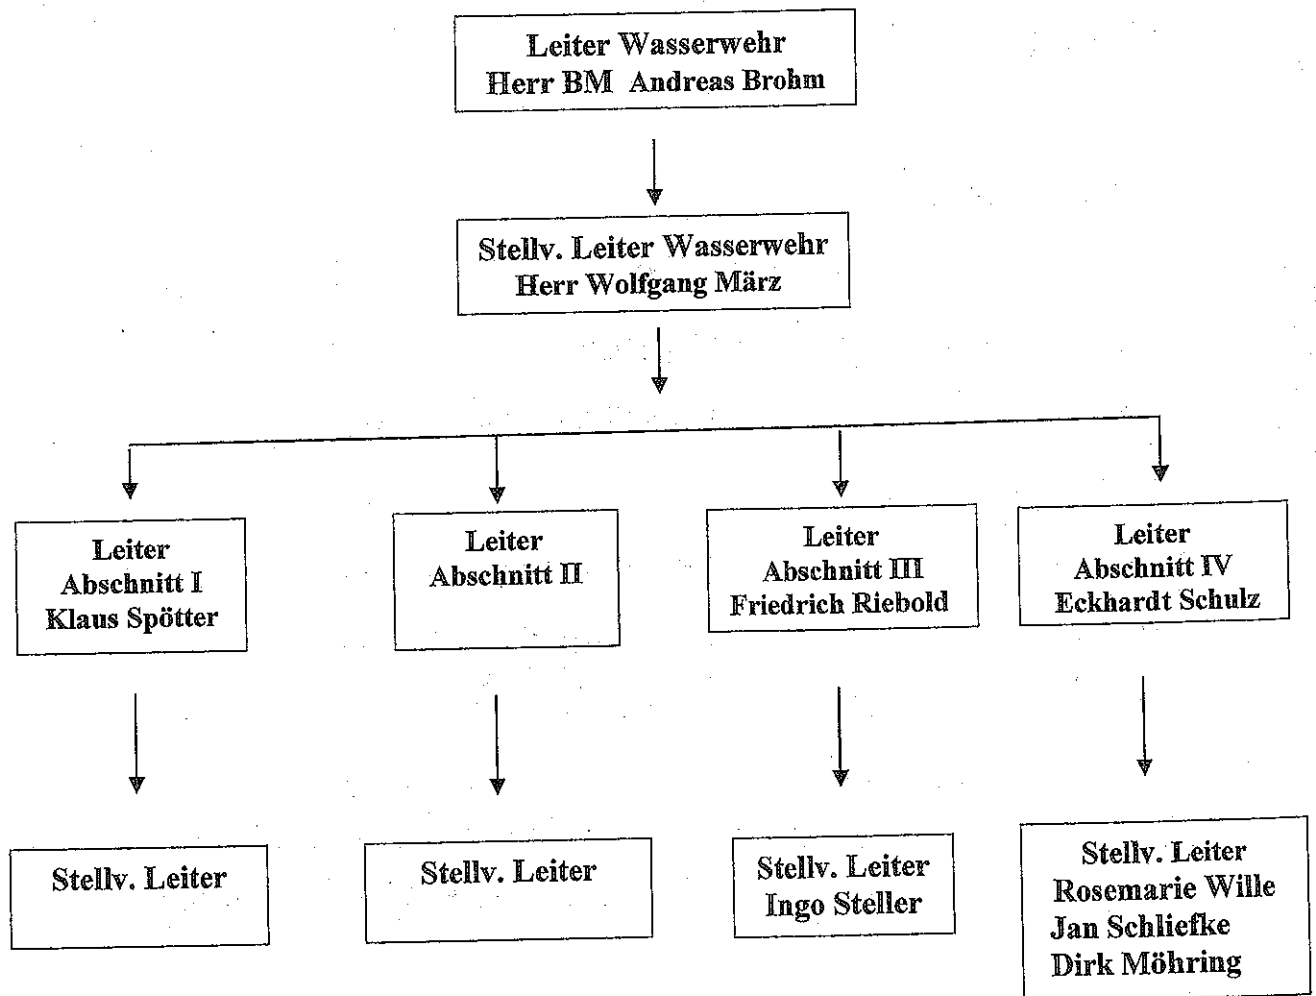 Leiter Wasserwehr
Herr BM Andreas Brohm
Stellv. Leiter Wasserwehr
Herr Wolfgang März
Leiter
Abschnitt I
Klaus Spötter
Leiter
Abschnitt II
Leiter
Abschnitt III
Friedrich Riebold
Leiter
Abschnitt IV
Eckhardt Schulz
Stellv. Leiter
Stellv. Leiter
Stellv. Leiter
Ingo Steller
Stellv. Leiter
Rosemarie Wille
Jan Schliefke
Dirk Möhring